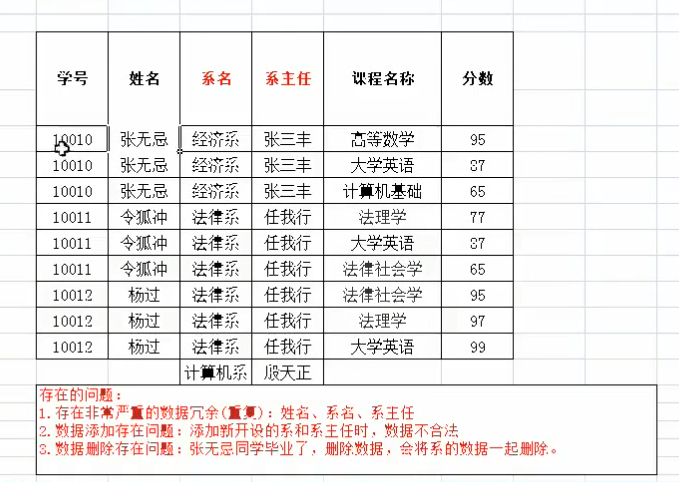 学号 姓名 系名 系主任 课程名称 分数
10010 张无忌 经济系 张三丰 高等数学 95
10010 张无忌 经济系 张三丰 大学英语 87
10010 张无忌 经济系 张三丰 计算机基础 65
10011 令狐冲 法律系 任我行 法理学 77
10011 令狐冲 法律系 任我行 大学英语 87
10011 令狐冲 法律系 任我行 法律社会学 65
10012 杨过 法律系 任我行 法律社会学 95
10012 杨过 法律系 任我行 法理学 97
10012 杨过 法律系 任我行 大学英语 99
计算机系 殷天正
存在的问题：
1.存在非常严重的数据冗余(重复)：姓名、系名、系主任
2.数据添加存在问题：添加新开设的系和系主任时，数据不合法
3.数据删除存在问题：张无忌同学毕业了，删除数据，会将系的数据一起删除。